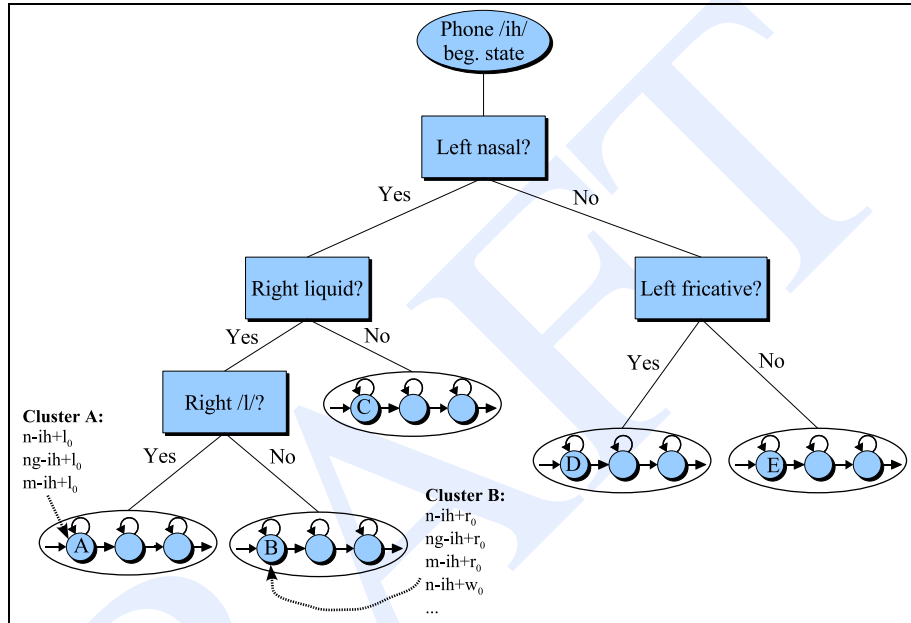 Phone /ih/
beg. state
Left nasal?
Yes
No
Right liquid?
Left fricative?
Yes
No
Yes
No
Right /l/?
C
Cluster A:
n-ih+l0
ng-ih+l0
m-ih+l0
Yes
No
D
E
Cluster B:
n-ih+r0
ng-ih+r0
m-ih+r0
n-ih+w0
...
A
B